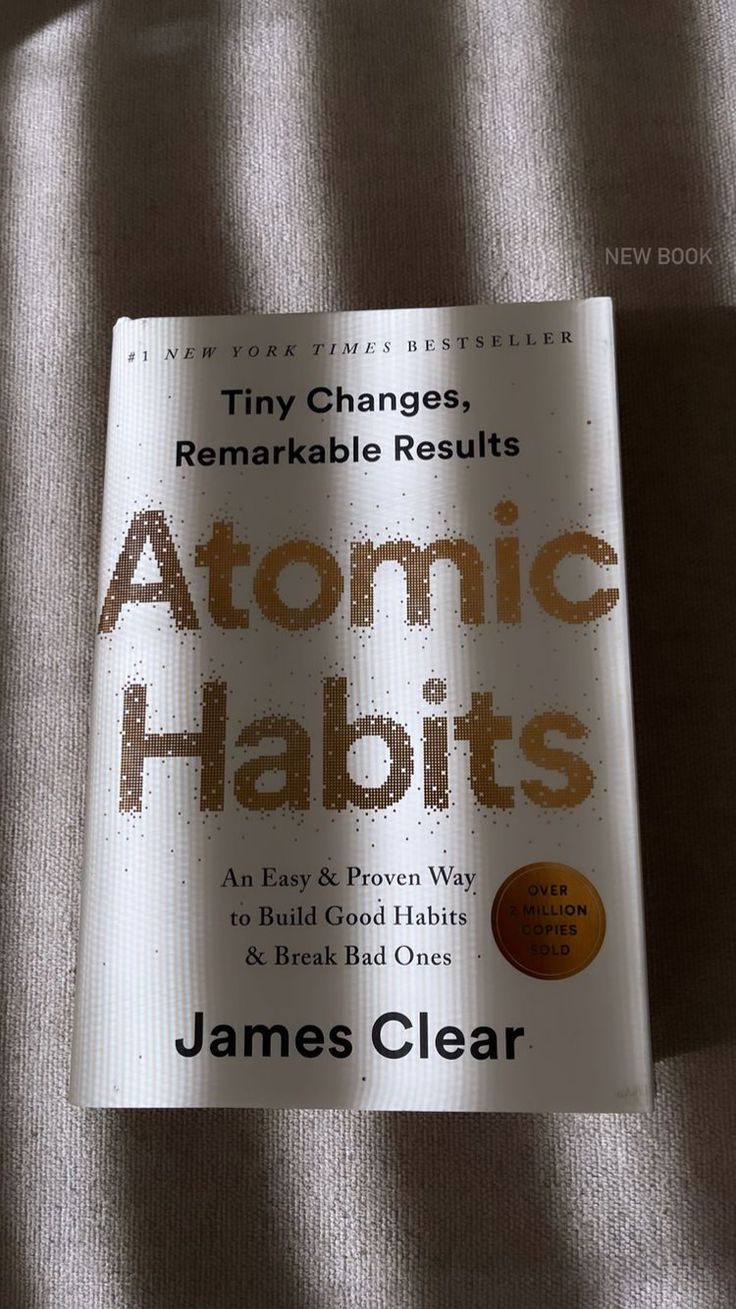 NEW BOOK
#1 NEW YORK TIMES BESTSELLER
Tiny Changes,
Remarkable Results
Atomic
Habits
An Easy & Proven Way
to Build Good Habits
& Break Bad Ones
OVER
2 MILLION
COPIES
SOLD
James Clear